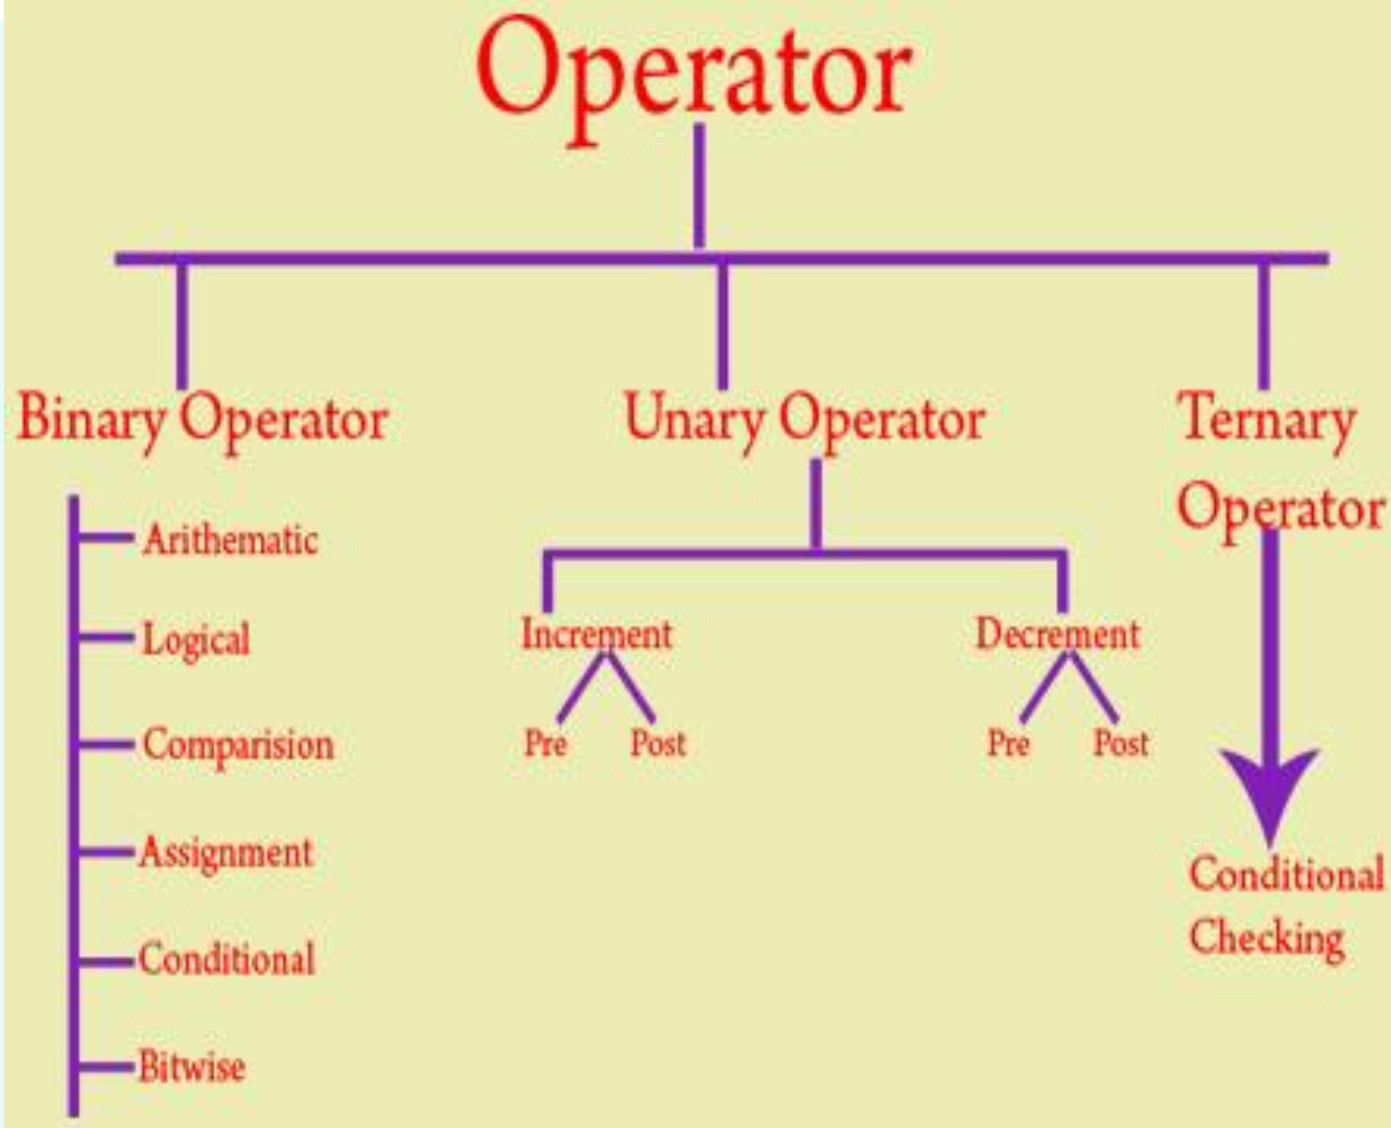 Operator
Binary Operator
Arithematic
Logical
Comparision
Assignment
Conditional
Bitwise
Unary Operator
Increment
Pre
Post
Decrement
Pre
Post
Ternary
Operator
Conditional
Checking